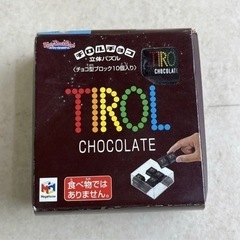 チロルチョコ
立体パズル
(チョコ型ブロック10個入り)
TIROL
CHOCOLATE
TIROL
CHOCOLATE
食べ物では
ありません。
MegaHouse